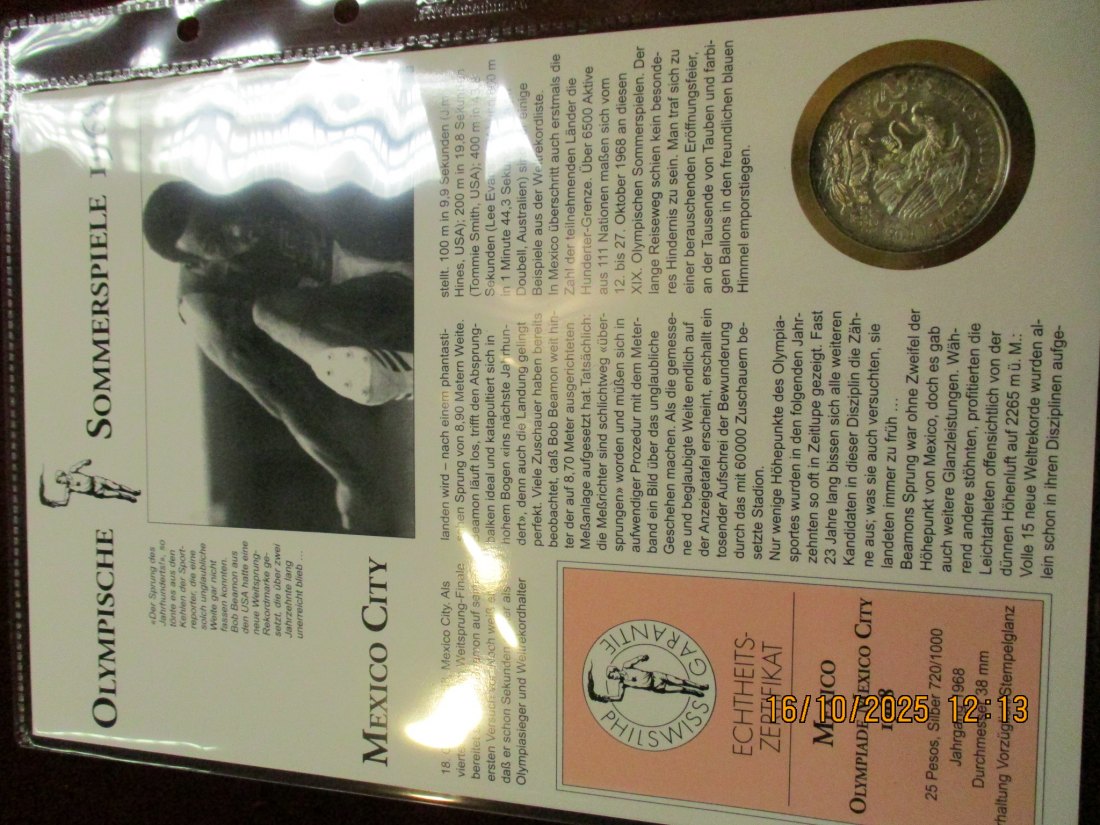 OLYMPISCHE SOMMERSPIELE
«Der Sprung des
Jahrhunderts!», so
tönte es aus den
Kehlen der Sport-
reporter, die eine
solch unglaubliche
Weite gar nicht
fassen konnten.
Bob Beamon aus
den USA hatte eine
neue Weitsprung-
Rekordmarke ge-
setzt, die über zwei
Jahrzehnte lang
unerreicht blieb …
MEXICO CITY
18. Mexico City. Als
Weitsprung-Finale
auf
ersten Versuch
daß er schon Sekunden als
Olympiasieger und Weltrekordhalter
landen wird – nach einem phantasti-
Sprung von 8,90 Metern Weite.
Beamon läuft los, trifft den Absprung-
balken ideal und katapultiert sich in
hohem Bogen «ins nächste Jahrhun-
dert», denn auch die Landung gelingt
perfekt. Viele Zuschauer haben bereits
beobachtet, daß Bob Beamon weit hin-
ter der auf 8,70 Meter ausgerichteten
Meßanlage aufgesetzt hat. Tatsächlich:
die Meßrichter sind schlichtweg «über-
sprungen» worden und müßen sich in
aufwendiger Prozedur mit dem Meter-
band ein Bild über das unglaubliche
Geschehen machen. Als die gemesse-
ne und beglaubigte Weite endlich auf
der Anzeigetafel erscheint, erschallt ein
tosender Aufschrei der Bewunderung
durch das mit 60000 Zuschauern be-
setzte Stadion.
Nur wenige Höhepunkte des Olympia-
sportes wurden in den folgenden Jahr-
zehnten so oft in Zeitlupe gezeigt. Fast
23 Jahre lang bissen sich alle weiteren
Kandidaten in dieser Disziplin die Zäh-
ne aus; was sie auch versuchten, sie
landeten immer zu früh …
Beamons Sprung war ohne Zweifel der
Höhepunkt von Mexico, doch es gab
auch weitere Glanzleistungen. Wäh-
rend andere stöhnten, profitierten die
Leichtathleten offensichtlich von der
dünnen Höhenluft auf 2265 m ü. M.:
Volle 15 neue Weltrekorde wurden al-
lein schon in ihren Disziplinen aufge-
stellt. 100 m in 9,9 Sekunden
Hines, USA); 200 m in 19,8 Sekunden
(Tommie Smith, USA); 400 m in
Sekunden (Lee m
in 1 Minute 44,3
Doubell, Australien) einige
Beispiele aus der Weltrekordliste.
In Mexico überschritt auch erstmals die
Zahl der teilnehmenden Länder die
Hunderter-Grenze. Über 6500 Aktive
aus 111 Nationen maßen sich vom
12. bis 27. Oktober 1968 an diesen
XIX. Olympischen Sommerspielen. Der
lange Reiseweg schien kein besonde-
res Hindernis zu sein. Man traf sich zu
einer berauschenden Eröffnungsfeier,
an der Tausende von Tauben und farbi-
gen Ballons in den freundlichen blauen
Himmel emporstiegen.
PHILSWISS GARANTIE
ECHTHEITS-
ZERTIFIKAT
MEXICO
OLYMPIADE MEXICO CITY
1968
25 Pesos, Silber 720/1000
Jahrgang 1968
Durchmesser 38 mm
rhaltung Vorzüglich/Stempelglanz
16/10/2025 12:13